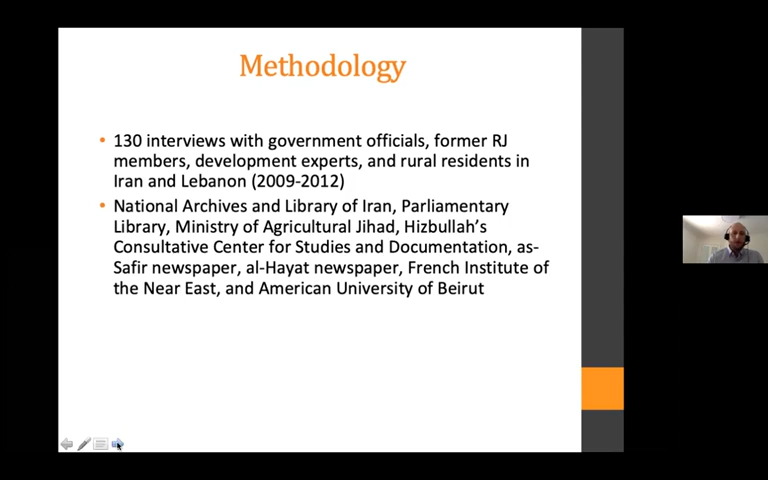 Methodology
• 130 interviews with government officials, former RJ
members, development experts, and rural residents in
Iran and Lebanon (2009-2012)
• National Archives and Library of Iran, Parliamentary
Library, Ministry of Agricultural Jihad, Hizbullah’s
Consultative Center for Studies and Documentation, as-
Safir newspaper, al-Hayat newspaper, French Institute of
the Near East, and American University of Beirut